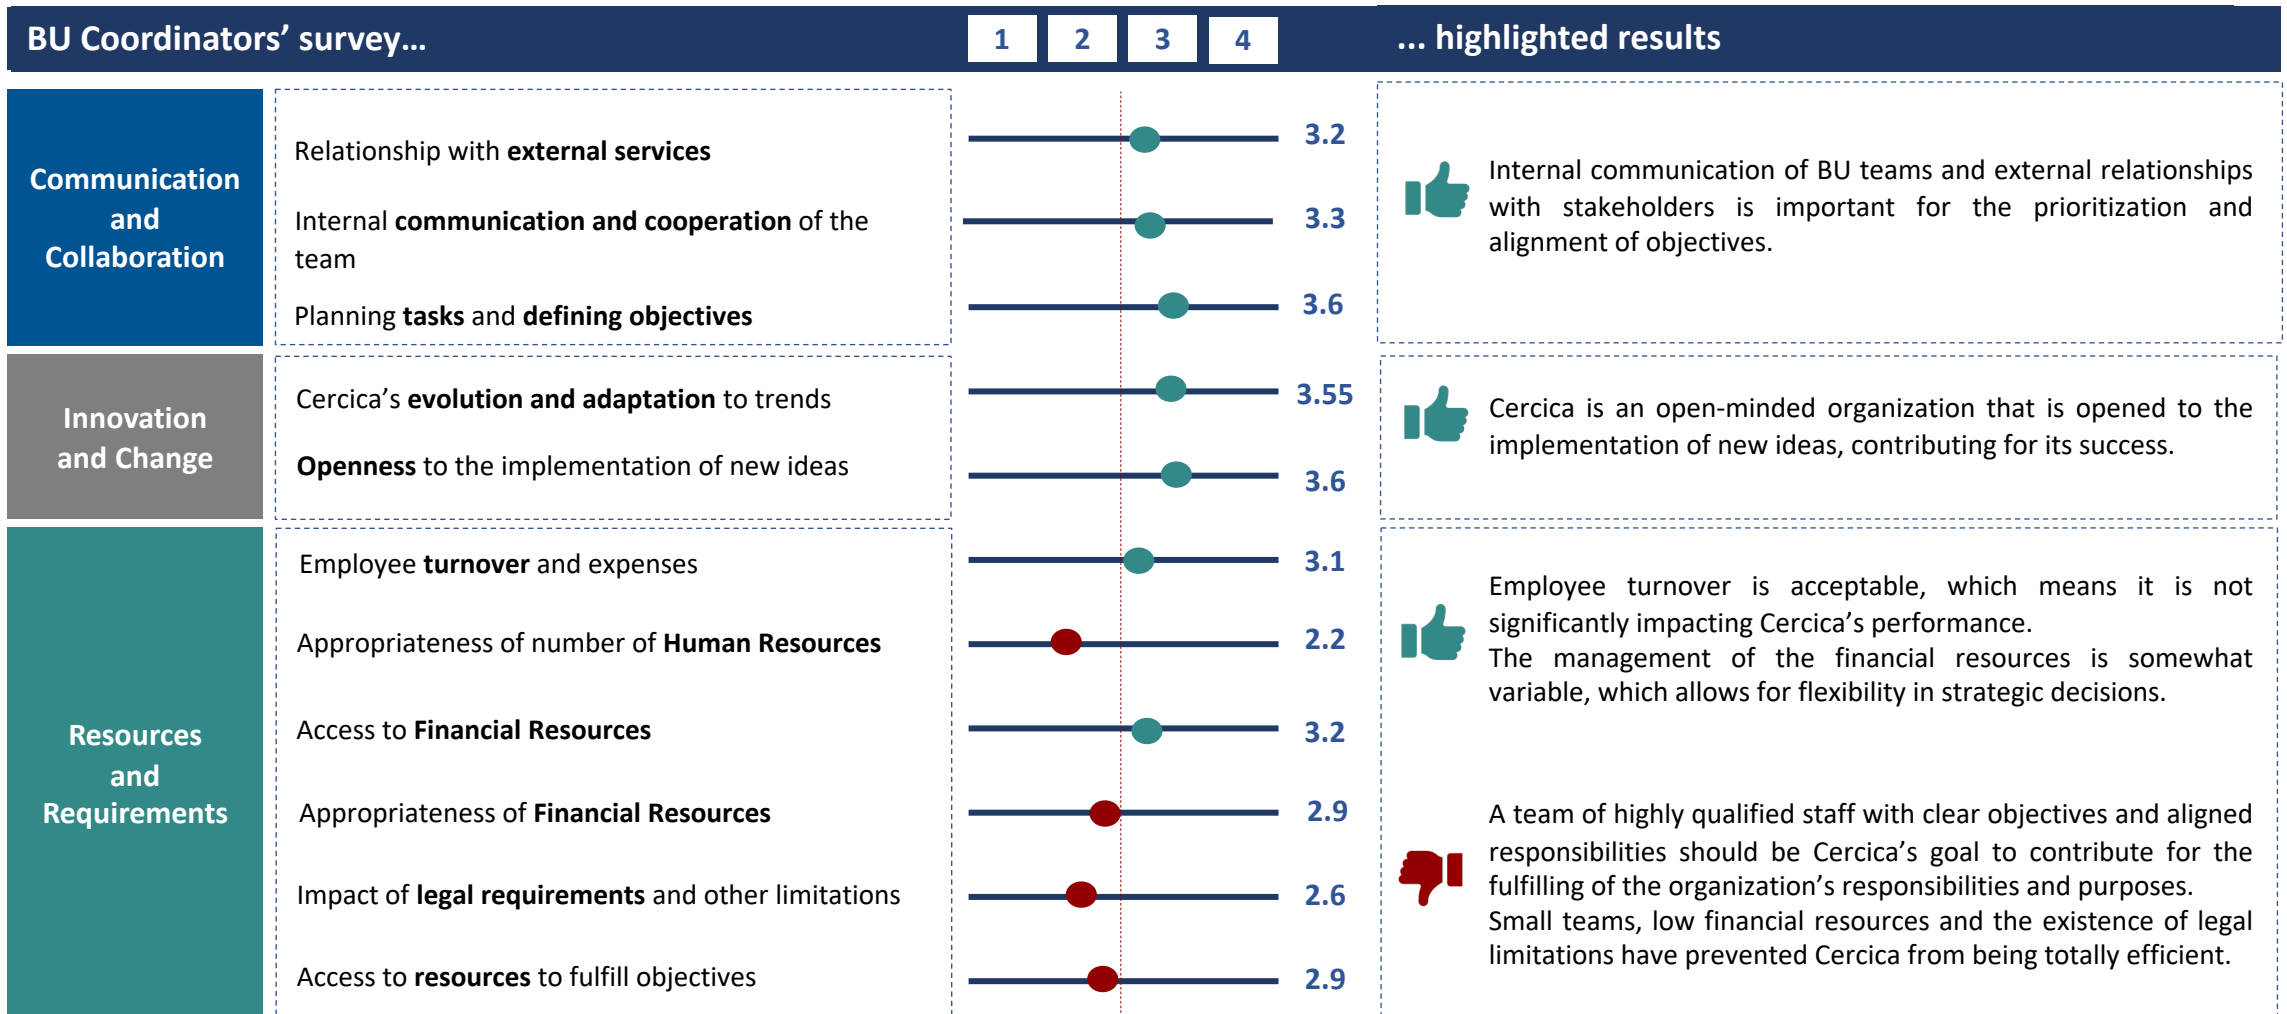 BU Coordinators’ survey…
1 2 3 4
... highlighted results
Communication
and
Collaboration
Relationship with external services
3.2
Internal communication and cooperation of the
team
3.3
Planning tasks and defining objectives
3.6
Internal communication of BU teams and external relationships
with stakeholders is important for the prioritization and
alignment of objectives.
Innovation
and Change
Cercica’s evolution and adaptation to trends
3.55
Openness to the implementation of new ideas
3.6
Cercica is an open-minded organization that is opened to the
implementation of new ideas, contributing for its success.
Resources
and
Requirements
Employee turnover and expenses
3.1
Appropriateness of number of Human Resources
2.2
Access to Financial Resources
3.2
Appropriateness of Financial Resources
2.9
Impact of legal requirements and other limitations
2.6
Access to resources to fulfill objectives
2.9
Employee turnover is acceptable, which means it is not
significantly impacting Cercica’s performance.
The management of the financial resources is somewhat
variable, which allows for flexibility in strategic decisions.
A team of highly qualified staff with clear objectives and aligned
responsibilities should be Cercica’s goal to contribute for the
fulfilling of the organization’s responsibilities and purposes.
Small teams, low financial resources and the existence of legal
limitations have prevented Cercica from being totally efficient.